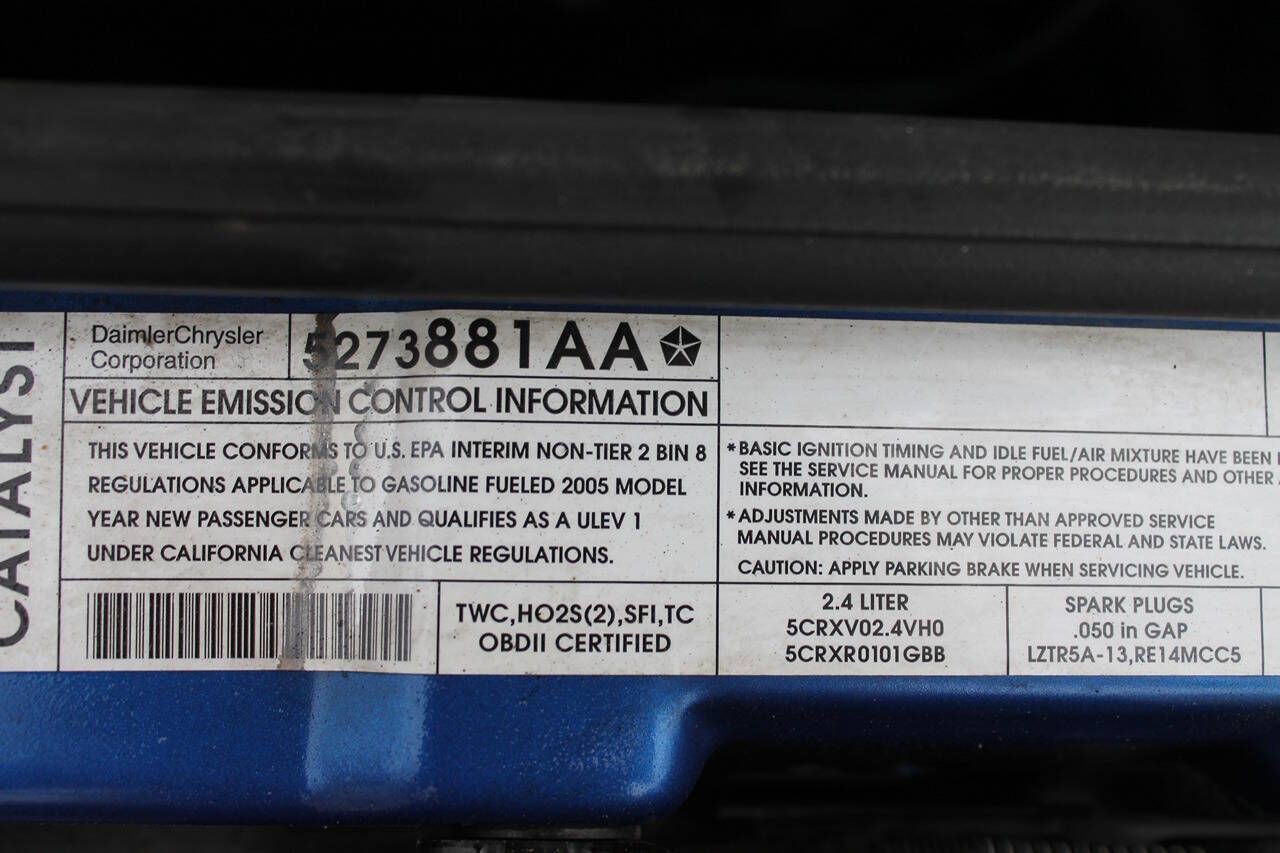 CATALYST
DaimlerChrysler
Corporation
5273881AA
VEHICLE EMISSION CONTROL INFORMATION
THIS VEHICLE CONFORMS TO U.S. EPA INTERIM NON-TIER 2 BIN 8
REGULATIONS APPLICABLE TO GASOLINE FUELED 2005 MODEL
YEAR NEW PASSENGER CARS AND QUALIFIES AS A ULEV 1
UNDER CALIFORNIA CLEANEST VEHICLE REGULATIONS.
TWC,HO2S(2),SFI,TC
OBDII CERTIFIED
*BASIC IGNITION TIMING AND IDLE FUEL/AIR MIXTURE HAVE BEEN
SEE THE SERVICE MANUAL FOR PROPER PROCEDURES AND OTHER
INFORMATION.
*ADJUSTMENTS MADE BY OTHER THAN APPROVED SERVICE
MANUAL PROCEDURES MAY VIOLATE FEDERAL AND STATE LAWS.
CAUTION: APPLY PARKING BRAKE WHEN SERVICING VEHICLE.
2.4 LITER
5CRXV02.4VH0
5CRXR0101GBB
SPARK PLUGS
.050 in GAP
LZTR5A-13,RE14MCC5